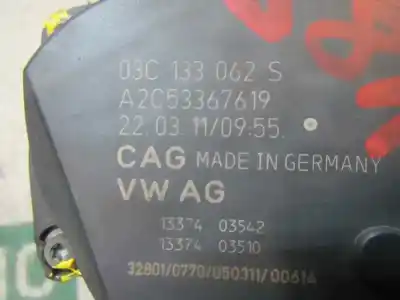 03C 133 062 S
A2C53367619
22.03.11/09:55.
CAG MADE IN GERMANY
VW AG
13374 03542
13374 03510
32801/0770/050311/00614